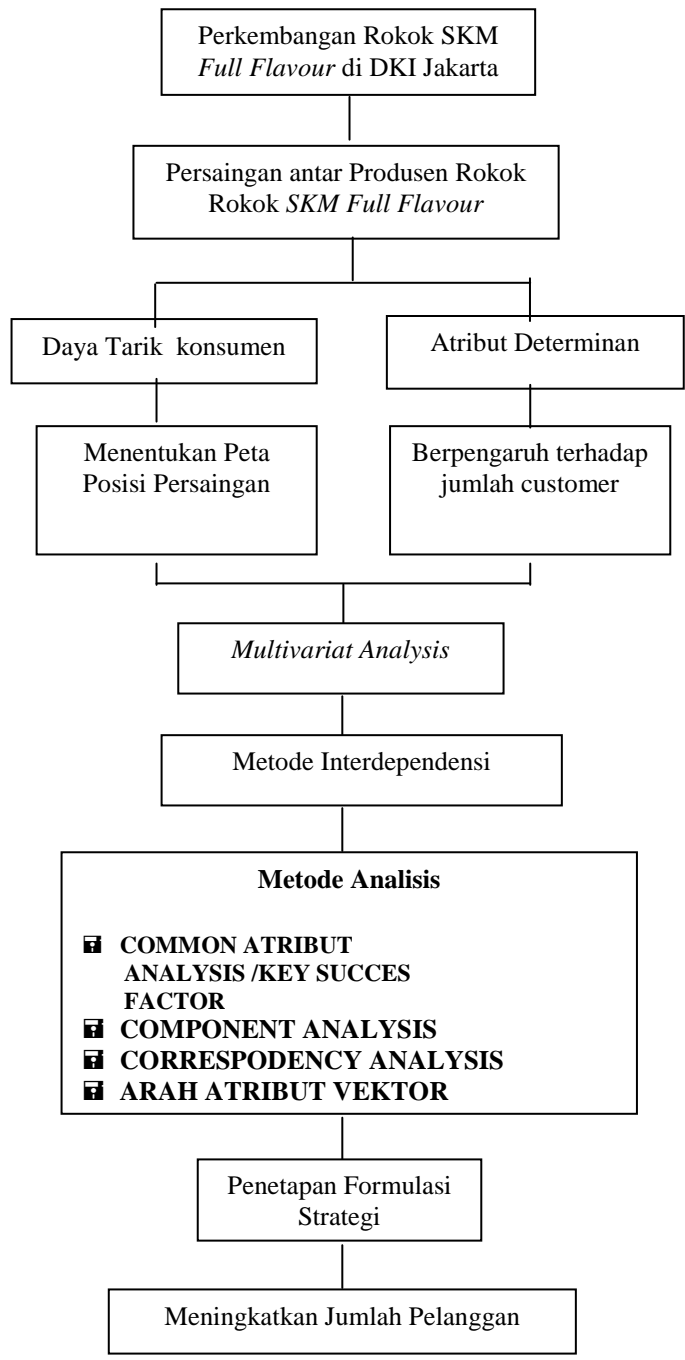 Perkembangan Rokok SKM
Full Flavour di DKI Jakarta
Persaingan antar Produsen Rokok
Rokok SKM Full Flavour
Daya Tarik konsumen
Atribut Determinan
Menentukan Peta
Posisi Persaingan
Berpengaruh terhadap
jumlah customer
Multivariat Analysis
Metode Interdependensi
Metode Analisis
COMMON ATRIBUT
ANALYSIS /KEY SUCCES
FACTOR
COMPONENT ANALYSIS
CORRESPODENCY ANALYSIS
ARAH ATRIBUT VEKTOR
Penetapan Formulasi
Strategi
Meningkatkan Jumlah Pelanggan